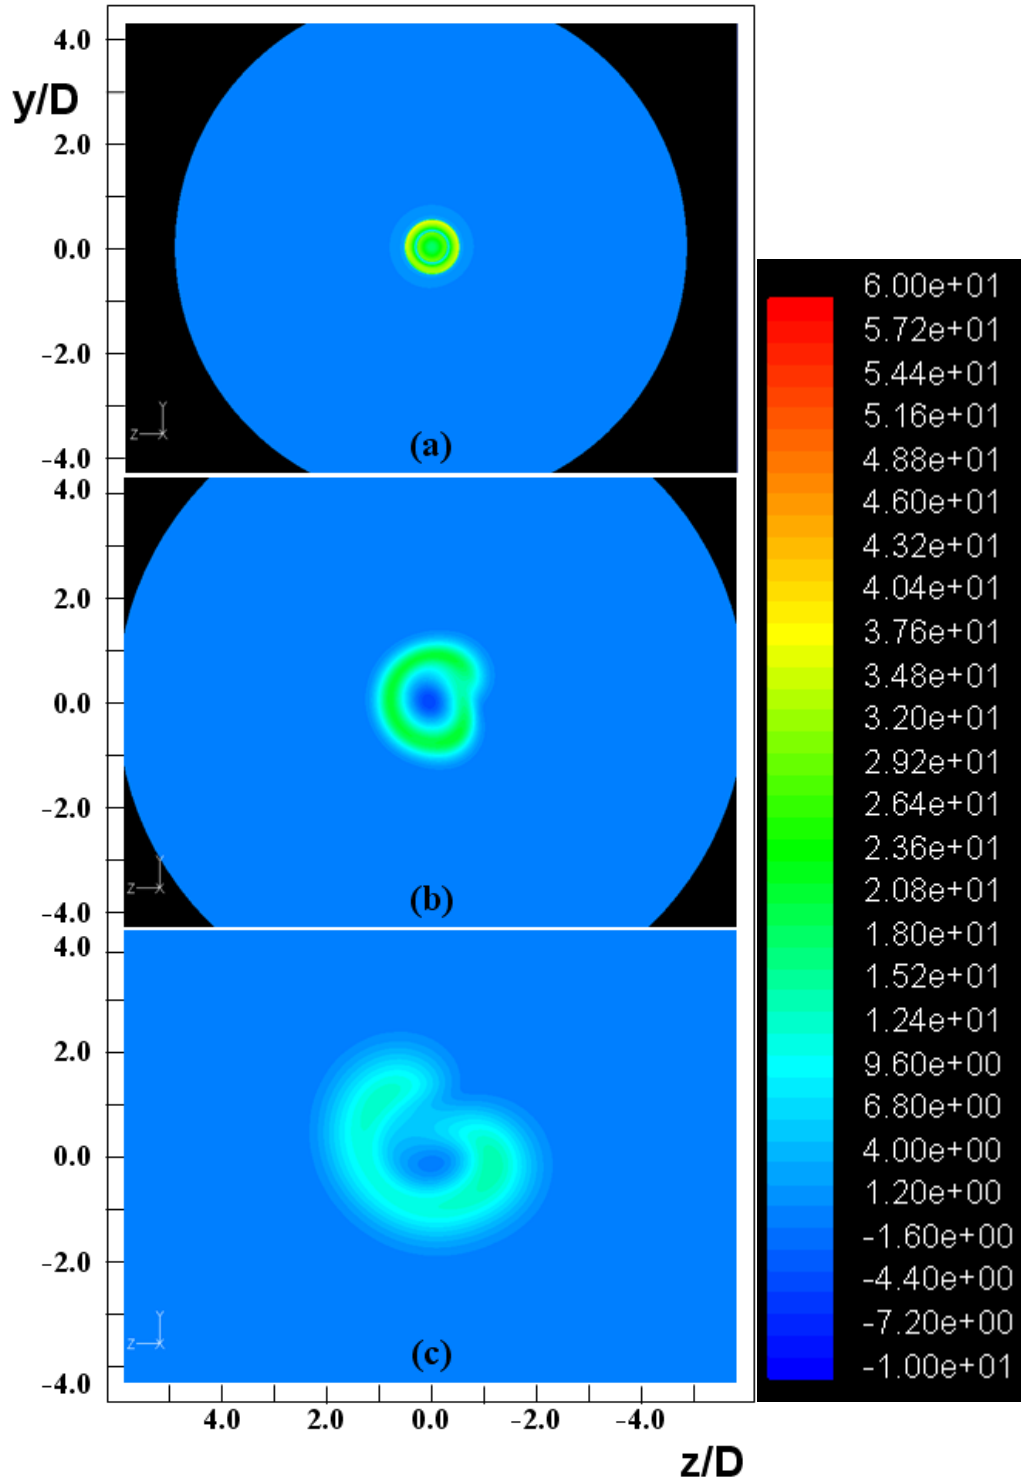 4.0
y/D
2.0
0.0
-2.0
-4.0
Y
Z X
(a)
4.0
2.0
0.0
-2.0
-4.0
Y
Z X
(b)
4.0
2.0
0.0
-2.0
-4.0
Y
Z X
(c)
4.0 2.0 0.0 -2.0 -4.0
z/D
6.00e+01
5.72e+01
5.44e+01
5.16e+01
4.88e+01
4.60e+01
4.32e+01
4.04e+01
3.76e+01
3.48e+01
3.20e+01
2.92e+01
2.64e+01
2.36e+01
2.08e+01
1.80e+01
1.52e+01
1.24e+01
9.60e+00
6.80e+00
4.00e+00
1.20e+00
-1.60e+00
-4.40e+00
-7.20e+00
-1.00e+01